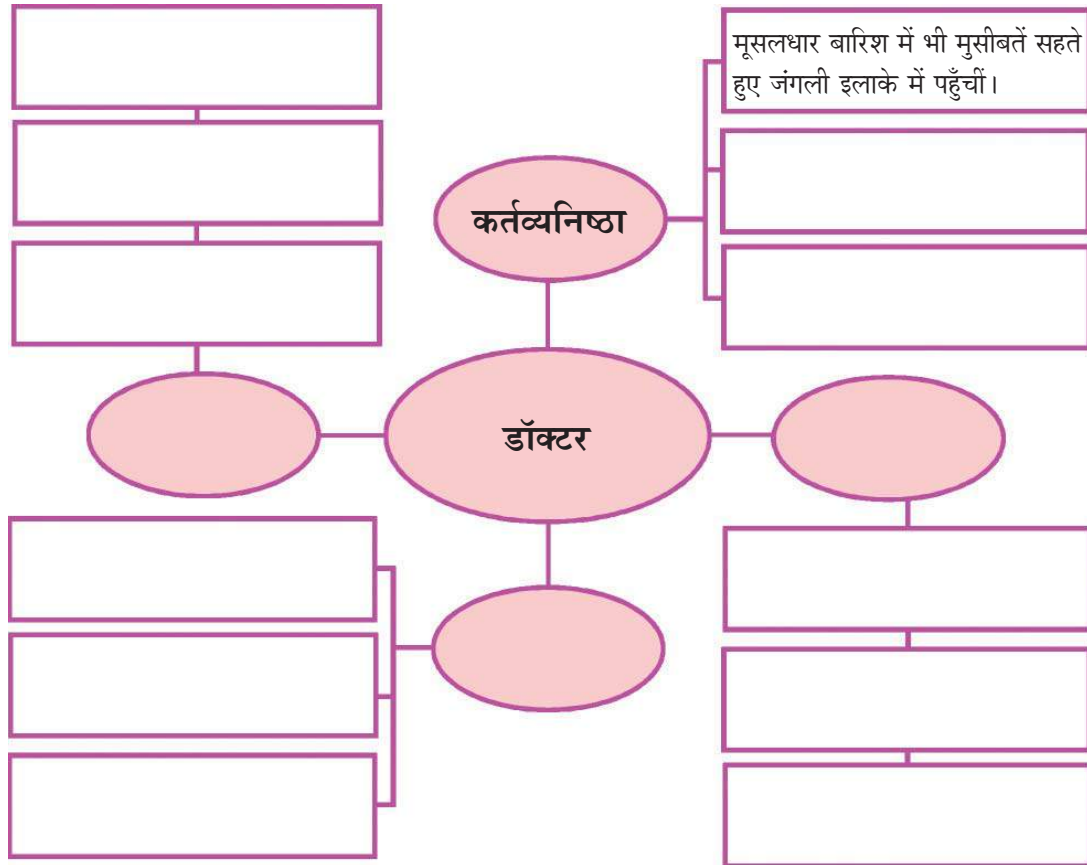 मूसलधार बारिश में भी मुसीबतें सहते
हुए जंगली इलाके में पहुँचीं।
कर्तव्यनिष्ठा
डॉक्टर